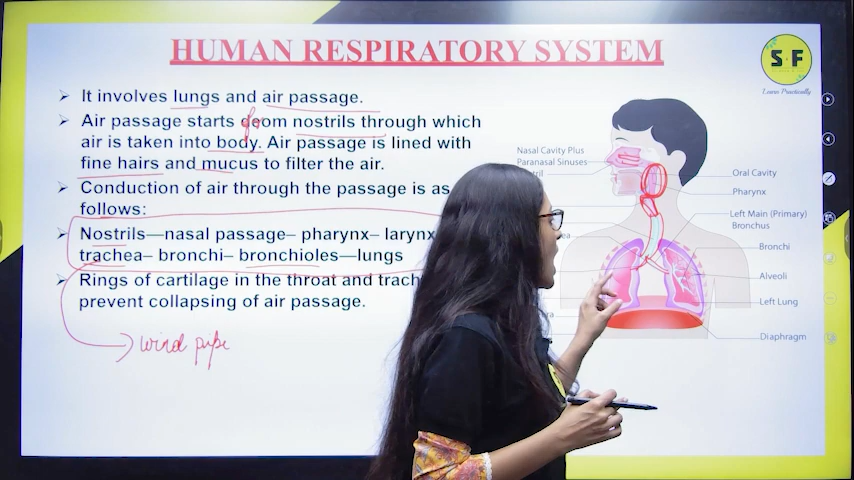 HUMAN RESPIRATORY SYSTEM
S F
Learn Practically
➢ It involves lungs and air passage.
➢ Air passage starts deom nostrils through which
fr
air is taken into body. Air passage is lined with
fine hairs and mucus to filter the air.
➢ Conduction of air through the passage is as
follows:
➢ Nostrils—nasal passage– pharynx– larynx
trachea– bronchi– bronchioles—lungs
➢ Rings of cartilage in the throat and trach
prevent collapsing of air passage.
wind pipe
Nasal Cavity Plus
Paranasal Sinuses
Oral Cavity
Pharynx
Left Main (Primary)
Bronchus
Bronchi
Alveoli
Left Lung
Diaphragm